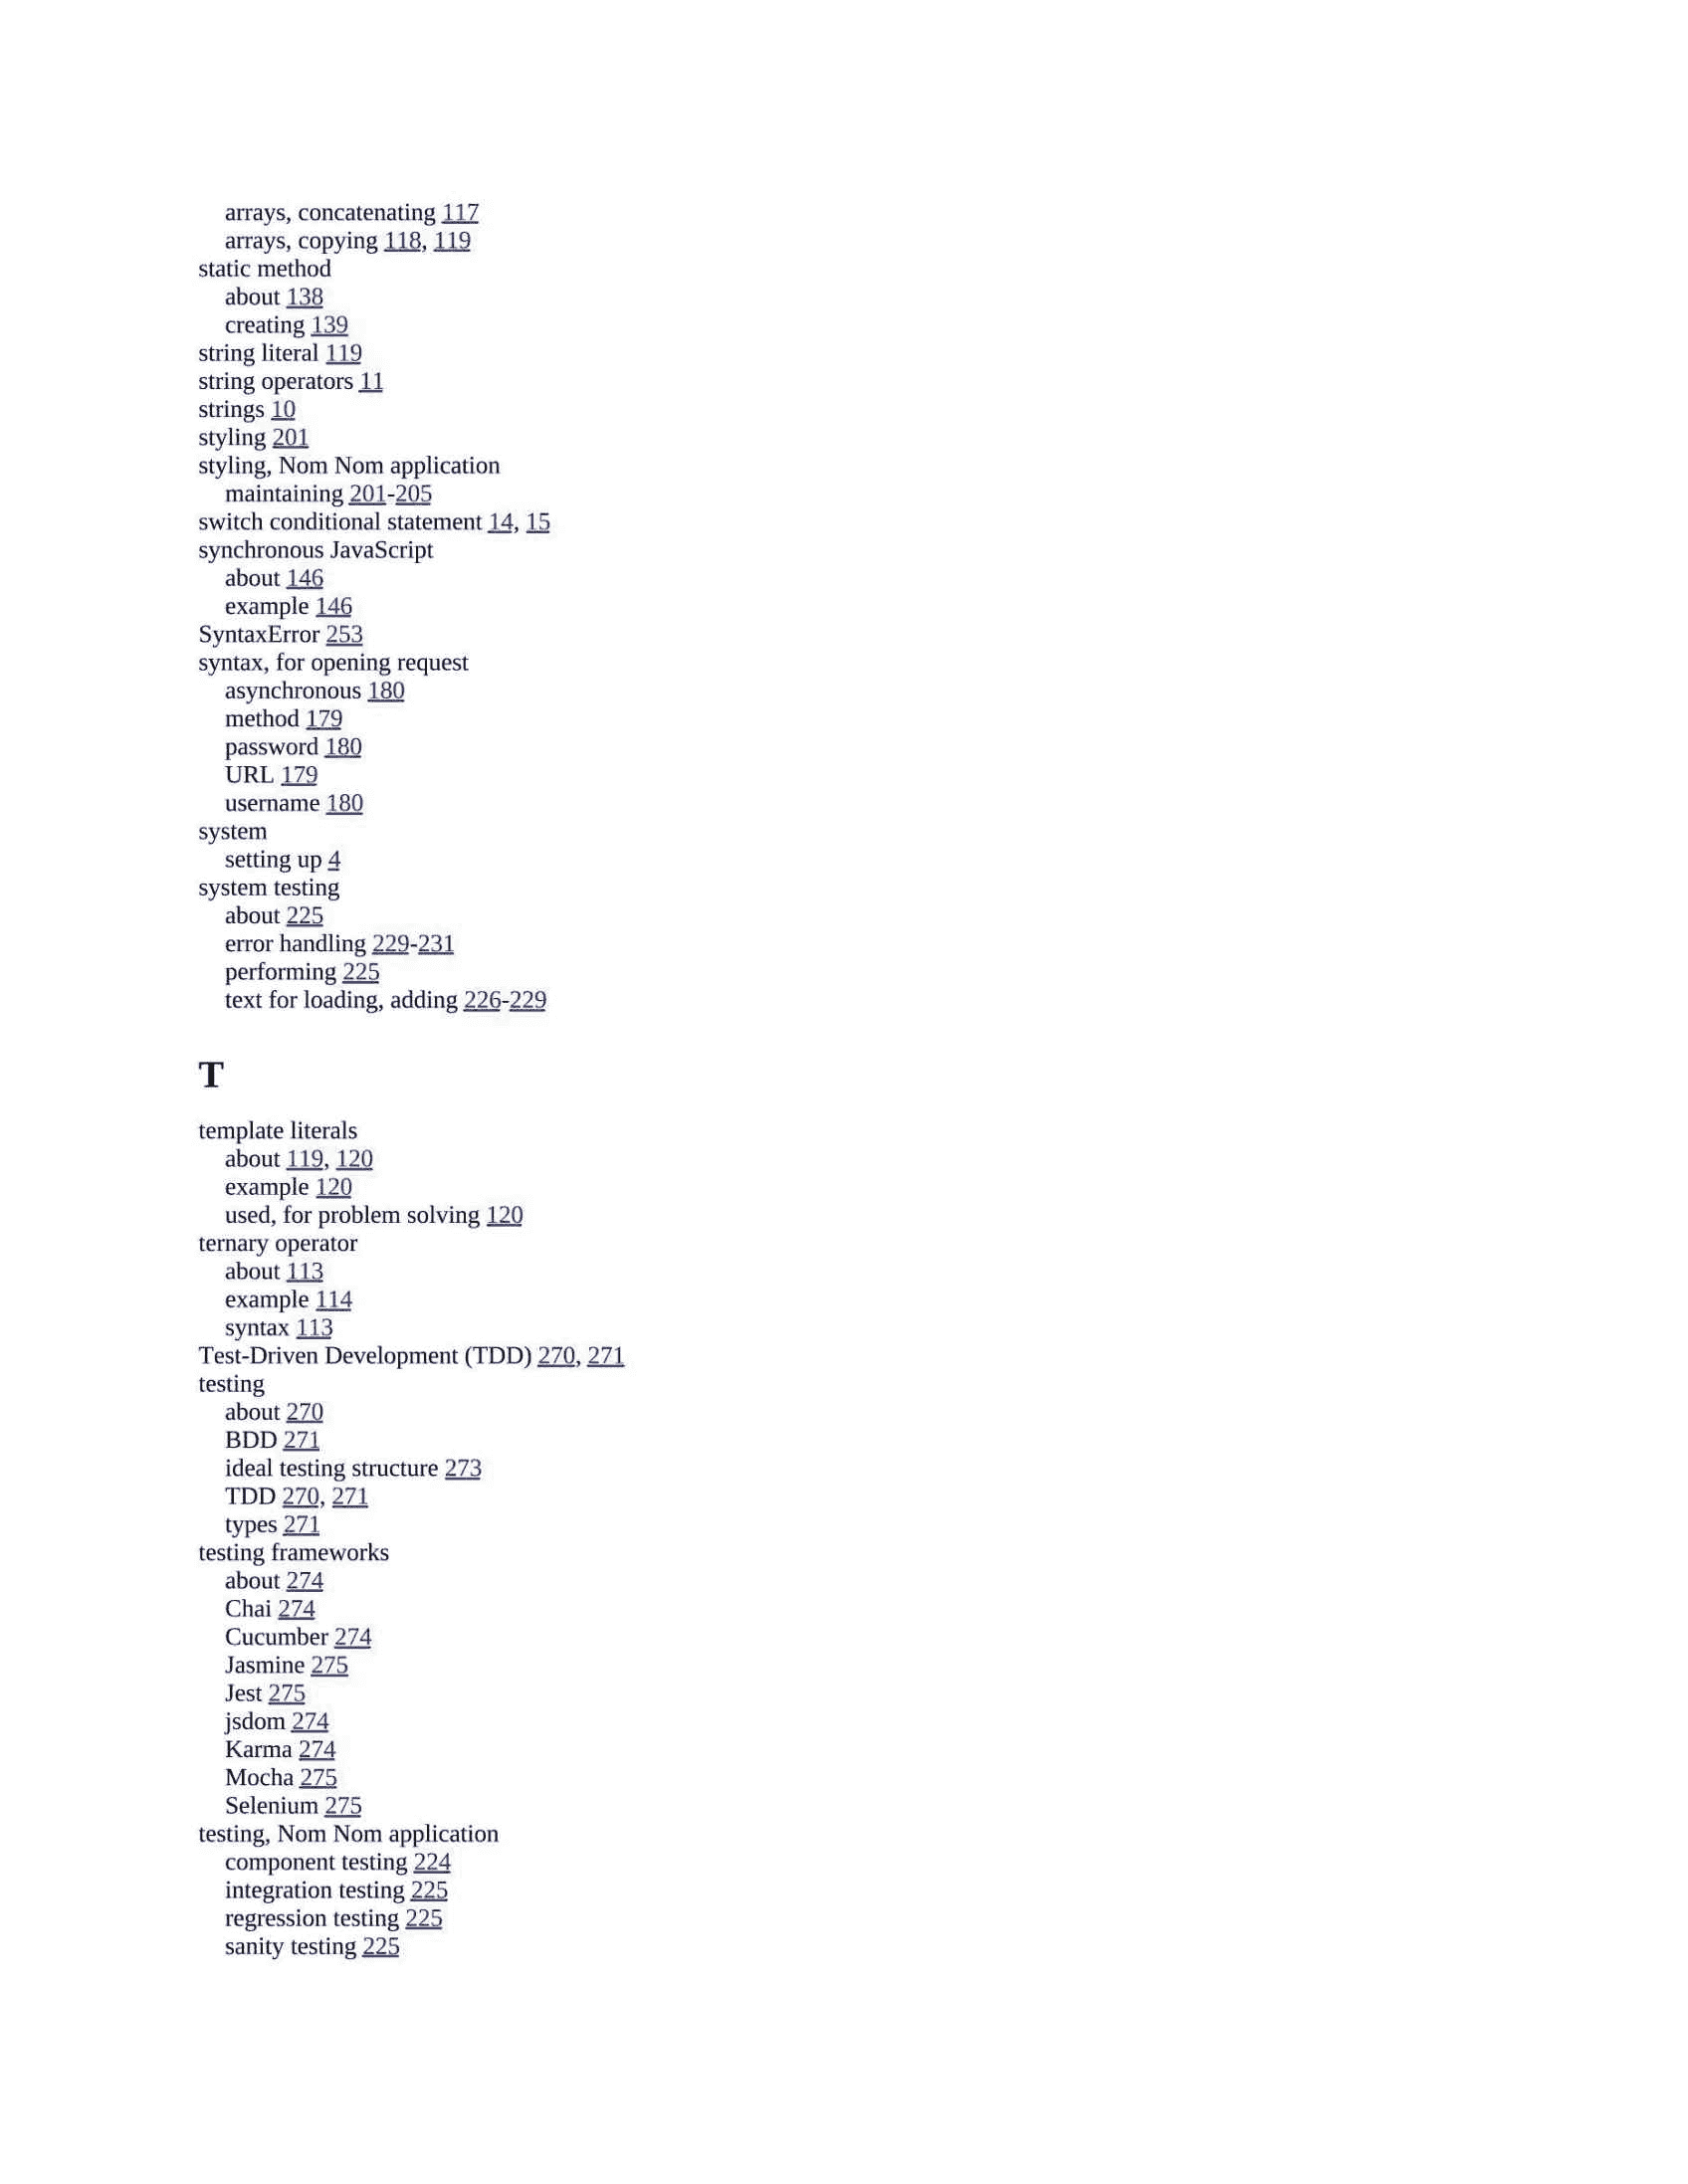 arrays, concatenating 117
arrays, copying 118, 119
static method
about 138
creating 139
string literal 119
string operators 11
strings 10
styling 201
styling, Nom Nom application
maintaining 201-205
switch conditional statement 14, 15
synchronous JavaScript
about 146
example 146
SyntaxError 253
syntax, for opening request
asynchronous 180
method 179
password 180
URL 179
username 180
system
setting up 4
system testing
about 225
error handling 229-231
performing 225
text for loading, adding 226-229
T
template literals
about 119, 120
example 120
used, for problem solving 120
ternary operator
about 113
example 114
syntax 113
Test-Driven Development (TDD) 270, 271
testing
about 270
BDD 271
ideal testing structure 273
TDD 270, 271
types 271
testing frameworks
about 274
Chai 274
Cucumber 274
Jasmine 275
Jest 275
jsdom 274
Karma 274
Mocha 275
Selenium 275
testing, Nom Nom application
component testing 224
integration testing 225
regression testing 225
sanity testing 225